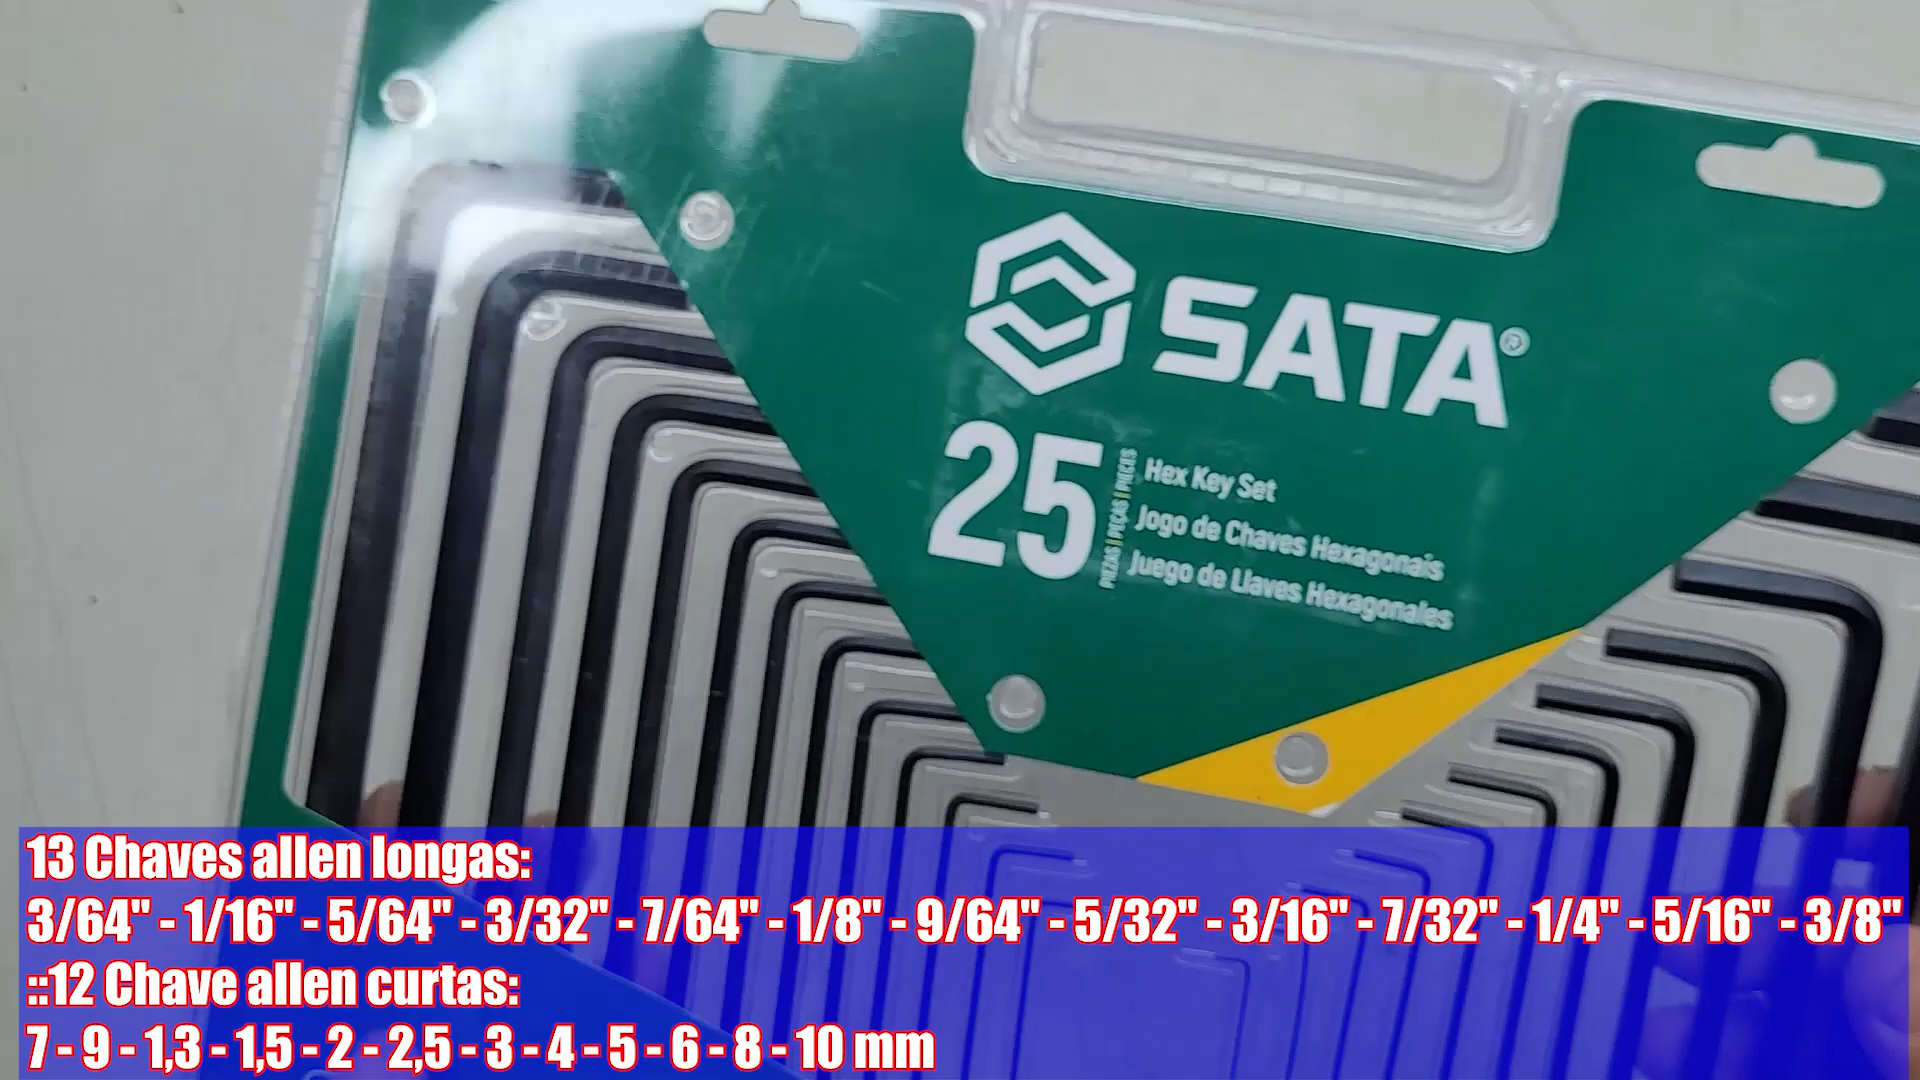 SATA®
25
PIEZAS | PEÇAS | PIECES
Hex Key Set
Jogo de Chaves Hexagonais
Juego de Llaves Hexagonales
13 Chaves allen longas:
3/64" - 1/16" - 5/64" - 3/32" - 7/64" - 1/8" - 9/64" - 5/32" - 3/16" - 7/32" - 1/4" - 5/16" - 3/8"
::12 Chave allen curtas:
7 - 9 - 1,3 - 1,5 - 2 - 2,5 - 3 - 4 - 5 - 6 - 8 - 10 mm